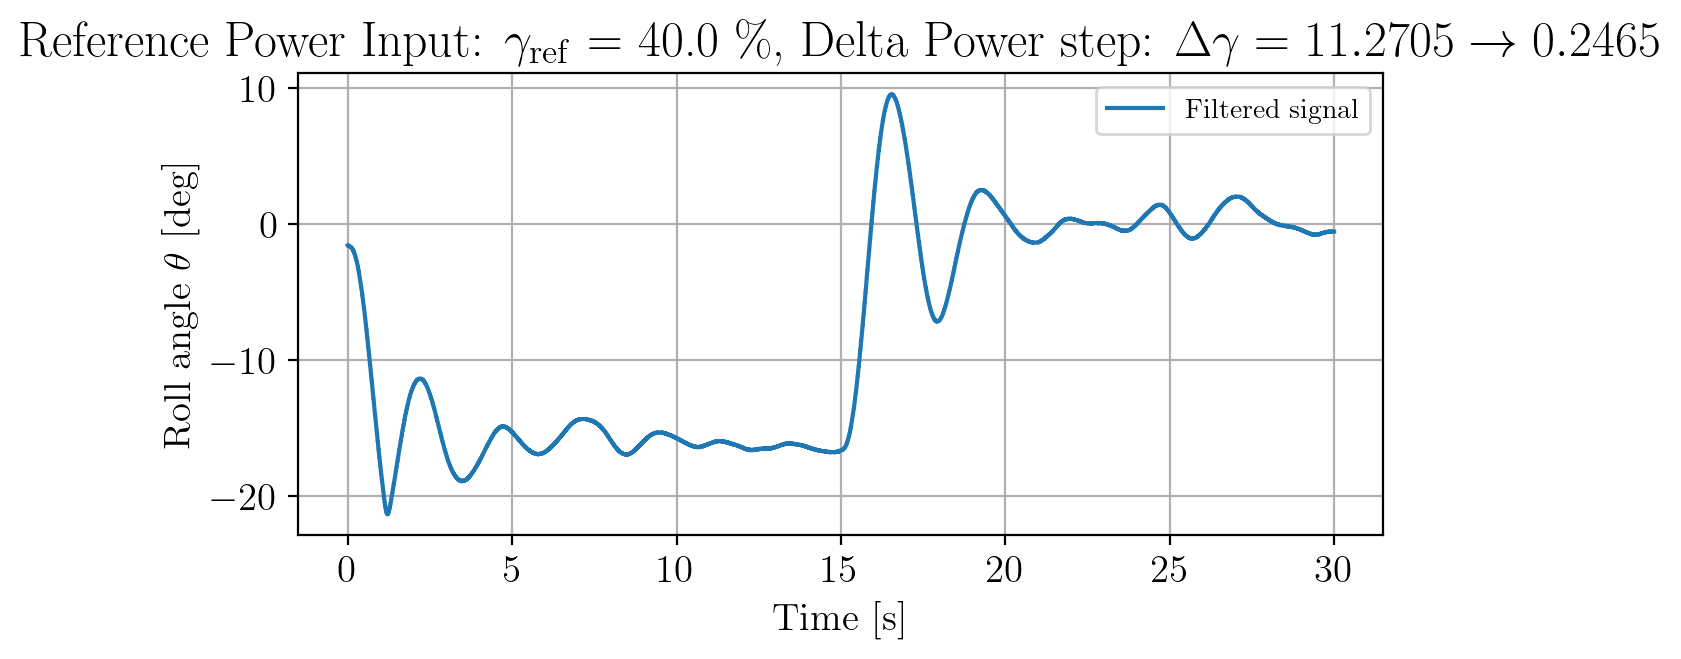 Reference Power Input: γref = 40.0 %, Delta Power step: Δγ = 11.2705 → 0.2465
Filtered signal
Roll angle θ [deg]
10
0
−10
−20
0 5 10 15 20 25 30
Time [s]